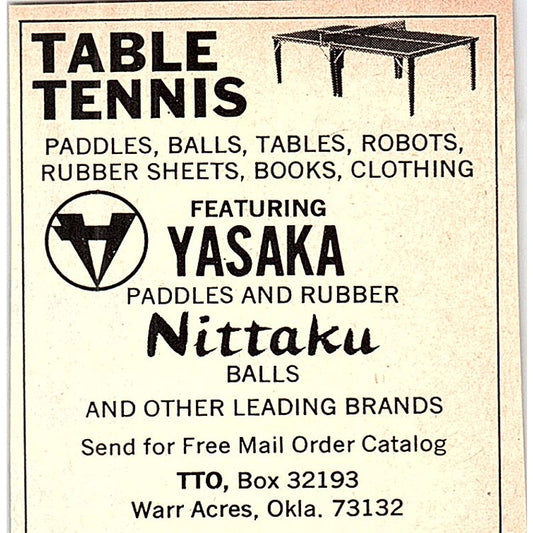 TABLE
TENNIS
PADDLES, BALLS, TABLES, ROBOTS,
RUBBER SHEETS, BOOKS, CLOTHING
FEATURING
YASAKA
PADDLES AND RUBBER
Nittaku
BALLS
AND OTHER LEADING BRANDS
Send for Free Mail Order Catalog
TTO, Box 32193
Warr Acres, Okla. 73132